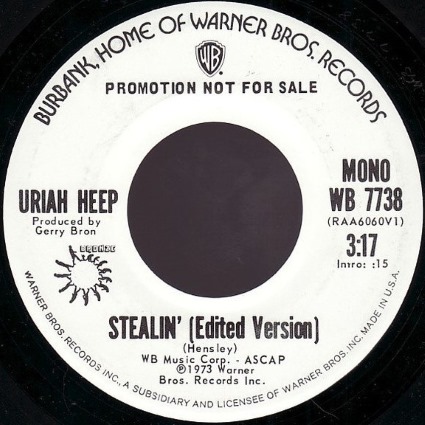 BURBANK, HOME OF WARNER BROS. RECORDS
WB
PROMOTION NOT FOR SALE
URIAH HEEP
Produced by
Gerry Bron
BRONZE
MONO
WB 7738
(RAA6060V1)
3:17
Intro: :15
STEALIN' (Edited Version)
(Hensley)
WB Music Corp. - ASCAP
℗1973 Warner
Bros. Records Inc.
WARNER BROS. RECORDS INC., A SUBSIDIARY AND LICENSEE OF WARNER BROS. INC. MADE IN U.S.A.